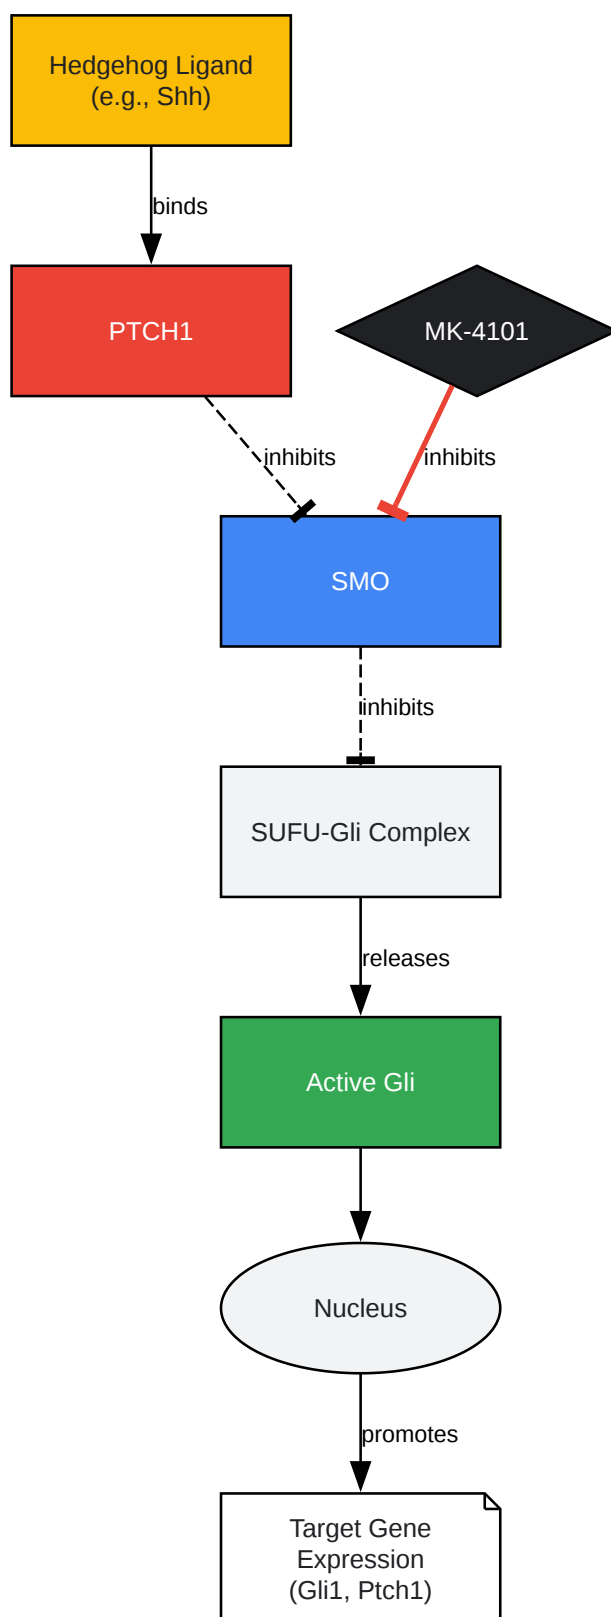 Hedgehog Ligand
(e.g., Shh)
binds
PTCH1
MK-4101
inhibits
inhibits
SMO
inhibits
SUFU-Gli Complex
releases
Active Gli
Nucleus
promotes
Target Gene
Expression
(Gli1, Ptch1)